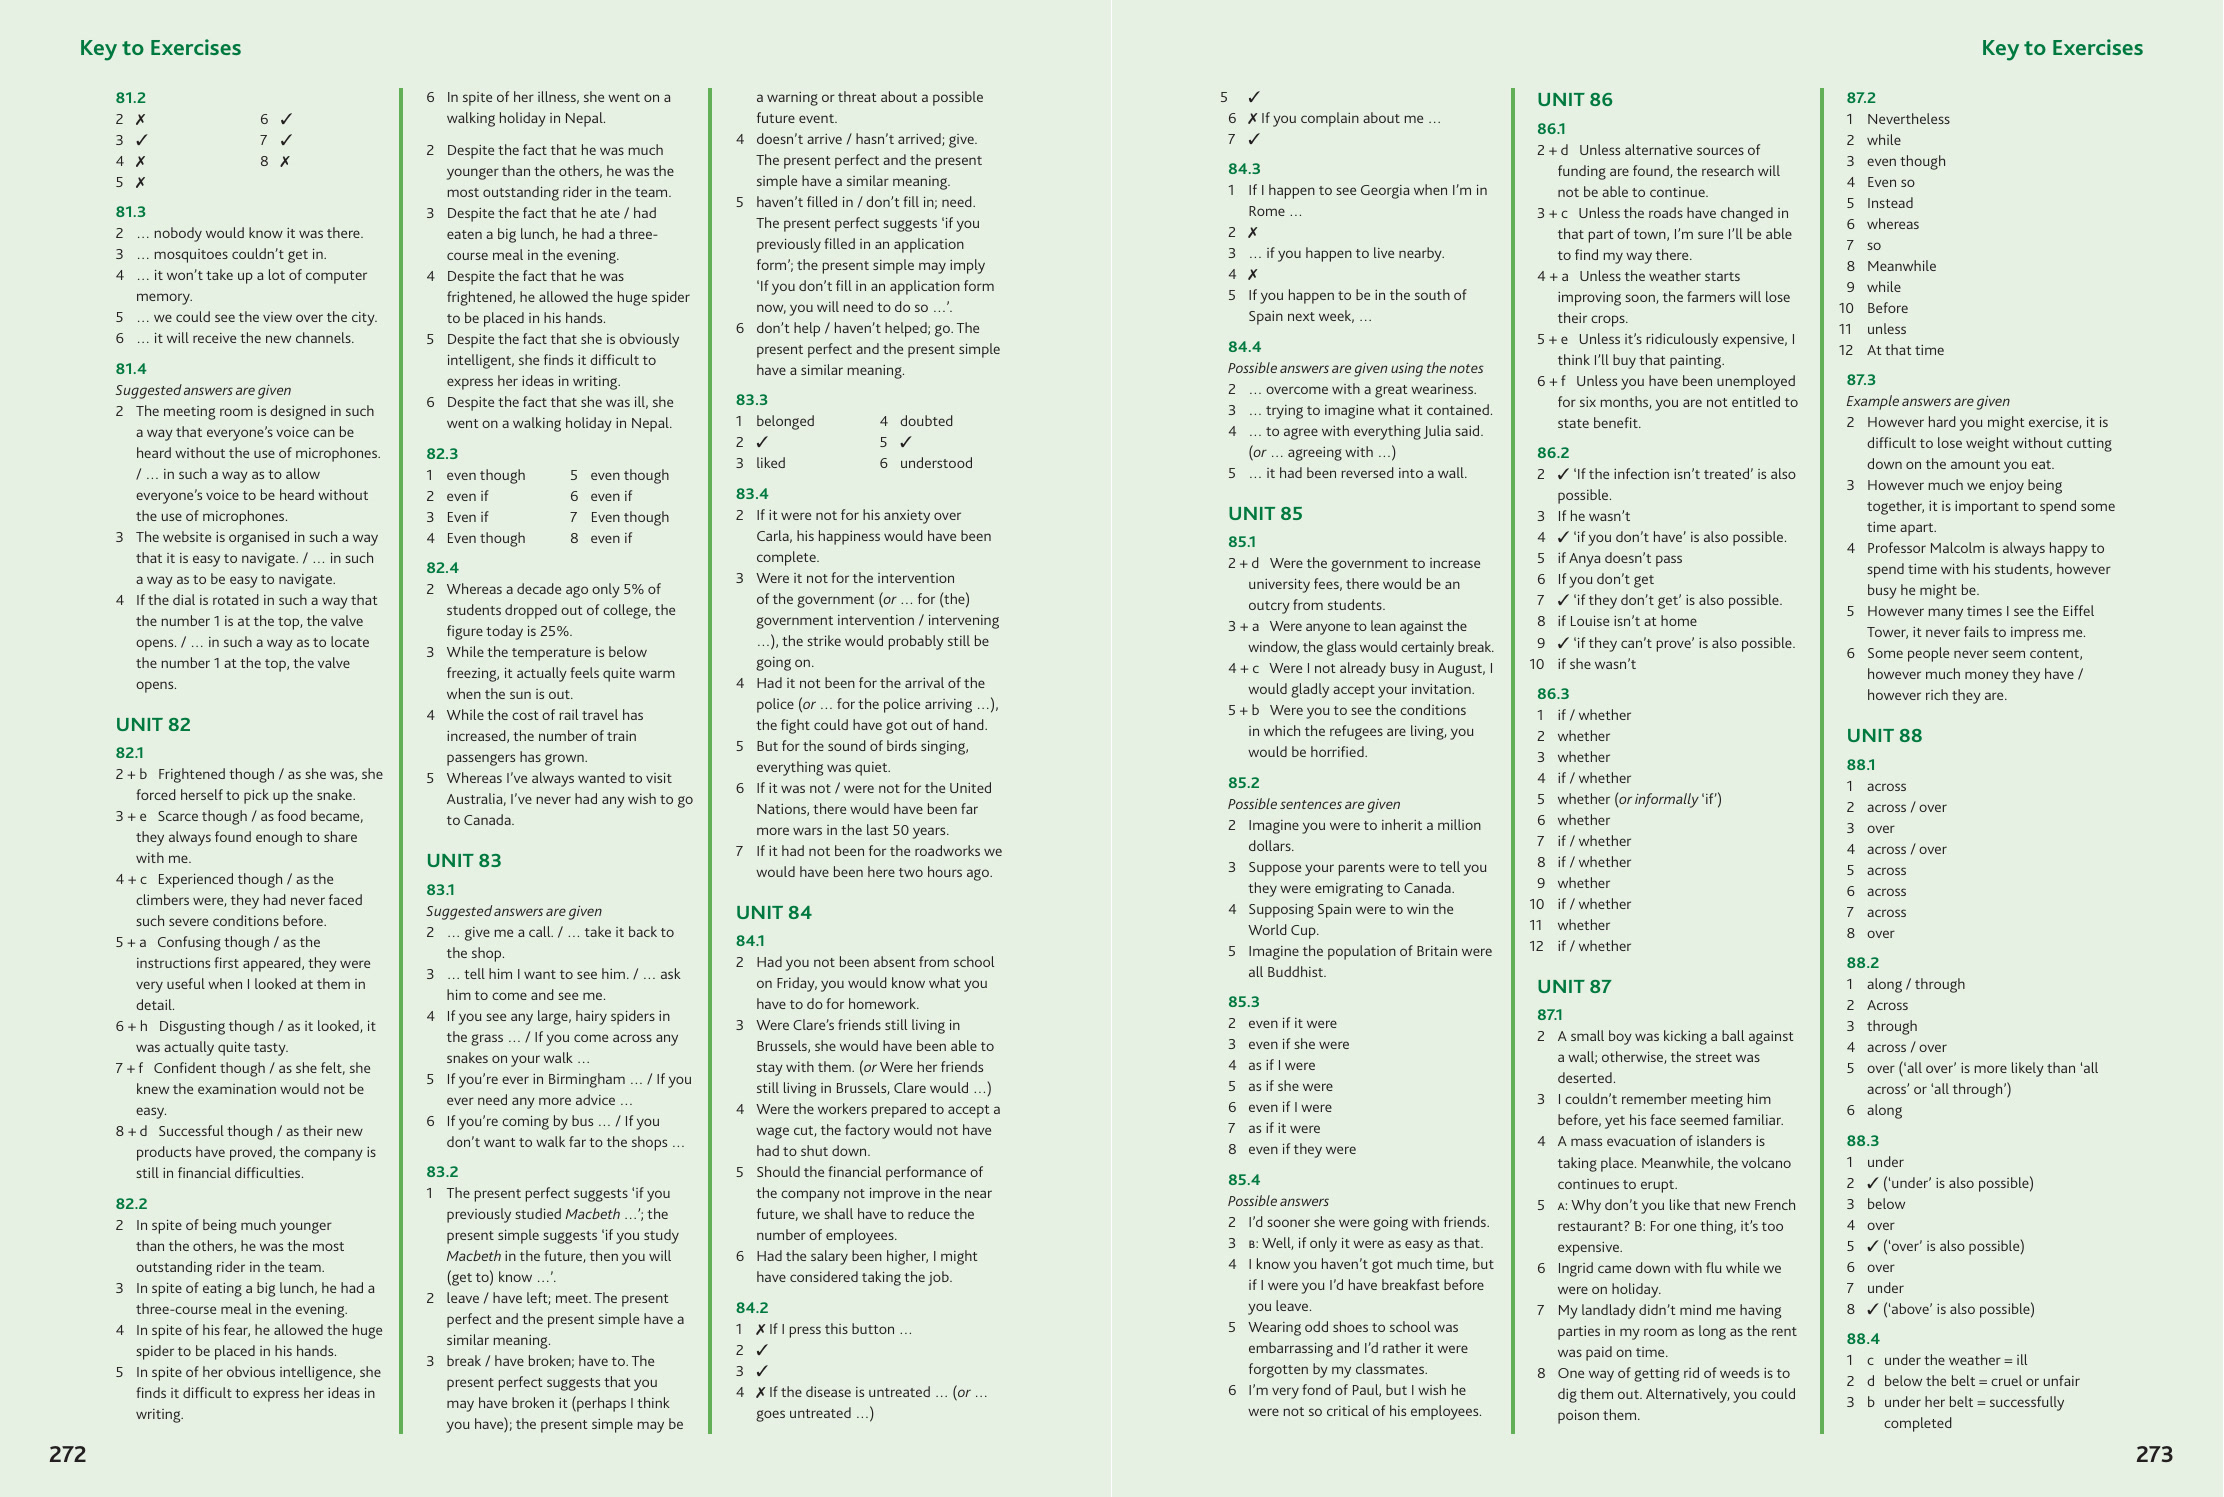 Key to Exercises
81.2
2 ✗
3 ✓
4 ✗
5 ✗
6 ✓
7 ✓
8 ✗
81.3
2 … nobody would know it was there.
3 … mosquitoes couldn’t get in.
4 … it won’t take up a lot of computer
memory.
5 … we could see the view over the city.
6 … it will receive the new channels.
81.4
Suggested answers are given
2 The meeting room is designed in such
a way that everyone’s voice can be
heard without the use of microphones.
/ … in such a way as to allow
everyone’s voice to be heard without
the use of microphones.
3 The website is organised in such a way
that it is easy to navigate. / … in such
a way as to be easy to navigate.
4 If the dial is rotated in such a way that
the number 1 is at the top, the valve
opens. / … in such a way as to locate
the number 1 at the top, the valve
opens.
UNIT 82
82.1
2 + b Frightened though / as she was, she
forced herself to pick up the snake.
3 + e Scarce though / as food became,
they always found enough to share
with me.
4 + c Experienced though / as the
climbers were, they had never faced
such severe conditions before.
5 + a Confusing though / as the
instructions first appeared, they were
very useful when I looked at them in
detail.
6 + h Disgusting though / as it looked, it
was actually quite tasty.
7 + f Confident though / as she felt, she
knew the examination would not be
easy.
8 + d Successful though / as their new
products have proved, the company is
still in financial difficulties.
82.2
2 In spite of being much younger
than the others, he was the most
outstanding rider in the team.
3 In spite of eating a big lunch, he had a
three-course meal in the evening.
4 In spite of his fear, he allowed the huge
spider to be placed in his hands.
5 In spite of her obvious intelligence, she
finds it difficult to express her ideas in
writing.
6 In spite of her illness, she went on a
walking holiday in Nepal.
2 Despite the fact that he was much
younger than the others, he was the
most outstanding rider in the team.
3 Despite the fact that he ate / had
eaten a big lunch, he had a three-
course meal in the evening.
4 Despite the fact that he was
frightened, he allowed the huge spider
to be placed in his hands.
5 Despite the fact that she is obviously
intelligent, she finds it difficult to
express her ideas in writing.
6 Despite the fact that she was ill, she
went on a walking holiday in Nepal.
82.3
1 even though
2 even if
3 Even if
4 Even though
5 even though
6 even if
7 Even though
8 even if
82.4
2 Whereas a decade ago only 5% of
students dropped out of college, the
figure today is 25%.
3 While the temperature is below
freezing, it actually feels quite warm
when the sun is out.
4 While the cost of rail travel has
increased, the number of train
passengers has grown.
5 Whereas I’ve always wanted to visit
Australia, I’ve never had any wish to go
to Canada.
UNIT 83
83.1
Suggested answers are given
2 … give me a call. / … take it back to
the shop.
3 … tell him I want to see him. / … ask
him to come and see me.
4 If you see any large, hairy spiders in
the grass … / If you come across any
snakes on your walk …
5 If you’re ever in Birmingham … / If you
ever need any more advice …
6 If you’re coming by bus … / If you
don’t want to walk far to the shops …
83.2
1 The present perfect suggests ‘if you
previously studied Macbeth …’; the
present simple suggests ‘if you study
Macbeth in the future, then you will
(get to) know …’.
2 leave / have left; meet. The present
perfect and the present simple have a
similar meaning.
3 break / have broken; have to. The
present perfect suggests that you
may have broken it (perhaps I think
you have); the present simple may be
a warning or threat about a possible
future event.
4 doesn’t arrive / hasn’t arrived; give.
The present perfect and the present
simple have a similar meaning.
5 haven’t filled in / don’t fill in; need.
The present perfect suggests ‘if you
previously filled in an application
form’; the present simple may imply
‘If you don’t fill in an application form
now, you will need to do so …’.
6 don’t help / haven’t helped; go. The
present perfect and the present simple
have a similar meaning.
83.3
1 belonged
2 ✓
3 liked
4 doubted
5 ✓
6 understood
83.4
2 If it were not for his anxiety over
Carla, his happiness would have been
complete.
3 Were it not for the intervention
of the government (or … for (the)
government intervention / intervening
…), the strike would probably still be
going on.
4 Had it not been for the arrival of the
police (or … for the police arriving …),
the fight could have got out of hand.
5 But for the sound of birds singing,
everything was quiet.
6 If it was not / were not for the United
Nations, there would have been far
more wars in the last 50 years.
7 If it had not been for the roadworks we
would have been here two hours ago.
UNIT 84
84.1
2 Had you not been absent from school
on Friday, you would know what you
have to do for homework.
3 Were Clare’s friends still living in
Brussels, she would have been able to
stay with them. (or Were her friends
still living in Brussels, Clare would …)
4 Were the workers prepared to accept a
wage cut, the factory would not have
had to shut down.
5 Should the financial performance of
the company not improve in the near
future, we shall have to reduce the
number of employees.
6 Had the salary been higher, I might
have considered taking the job.
84.2
1 ✗ If I press this button …
2 ✓
3 ✓
4 ✗ If the disease is untreated … (or …
goes untreated …)
272
Key to Exercises
5 ✓
6 ✗ If you complain about me …
7 ✓
84.3
1 If I happen to see Georgia when I’m in
Rome …
2 ✗
3 … if you happen to live nearby.
4 ✗
5 If you happen to be in the south of
Spain next week, …
84.4
Possible answers are given using the notes
2 … overcome with a great weariness.
3 … trying to imagine what it contained.
4 … to agree with everything Julia said.
(or … agreeing with …)
5 … it had been reversed into a wall.
UNIT 85
85.1
2 + d Were the government to increase
university fees, there would be an
outcry from students.
3 + a Were anyone to lean against the
window, the glass would certainly break.
4 + c Were I not already busy in August, I
would gladly accept your invitation.
5 + b Were you to see the conditions
in which the refugees are living, you
would be horrified.
85.2
Possible sentences are given
2 Imagine you were to inherit a million
dollars.
3 Suppose your parents were to tell you
they were emigrating to Canada.
4 Supposing Spain were to win the
World Cup.
5 Imagine the population of Britain were
all Buddhist.
85.3
2 even if it were
3 even if she were
4 as if I were
5 as if she were
6 even if I were
7 as if it were
8 even if they were
85.4
Possible answers
2 I’d sooner she were going with friends.
3 B: Well, if only it were as easy as that.
4 I know you haven’t got much time, but
if I were you I’d have breakfast before
you leave.
5 Wearing odd shoes to school was
embarrassing and I’d rather it were
forgotten by my classmates.
6 I’m very fond of Paul, but I wish he
were not so critical of his employees.
UNIT 86
86.1
2 + d Unless alternative sources of
funding are found, the research will
not be able to continue.
3 + c Unless the roads have changed in
that part of town, I’m sure I’ll be able
to find my way there.
4 + a Unless the weather starts
improving soon, the farmers will lose
their crops.
5 + e Unless it’s ridiculously expensive, I
think I’ll buy that painting.
6 + f Unless you have been unemployed
for six months, you are not entitled to
state benefit.
86.2
2 ✓ ‘If the infection isn’t treated’ is also
possible.
3 If he wasn’t
4 ✓ ‘if you don’t have’ is also possible.
5 if Anya doesn’t pass
6 If you don’t get
7 ✓ ‘if they don’t get’ is also possible.
8 if Louise isn’t at home
9 ✓ ‘if they can’t prove’ is also possible.
10 if she wasn’t
86.3
1 if / whether
2 whether
3 whether
4 if / whether
5 whether (or informally ‘if’)
6 whether
7 if / whether
8 if / whether
9 whether
10 if / whether
11 whether
12 if / whether
UNIT 87
87.1
2 A small boy was kicking a ball against
a wall; otherwise, the street was
deserted.
3 I couldn’t remember meeting him
before, yet his face seemed familiar.
4 A mass evacuation of islanders is
taking place. Meanwhile, the volcano
continues to erupt.
5 A: Why don’t you like that new French
restaurant? B: For one thing, it’s too
expensive.
6 Ingrid came down with flu while we
were on holiday.
7 My landlady didn’t mind me having
parties in my room as long as the rent
was paid on time.
8 One way of getting rid of weeds is to
dig them out. Alternatively, you could
poison them.
87.2
1 Nevertheless
2 while
3 even though
4 Even so
5 Instead
6 whereas
7 so
8 Meanwhile
9 while
10 Before
11 unless
12 At that time
87.3
Example answers are given
2 However hard you might exercise, it is
difficult to lose weight without cutting
down on the amount you eat.
3 However much we enjoy being
together, it is important to spend some
time apart.
4 Professor Malcolm is always happy to
spend time with his students, however
busy he might be.
5 However many times I see the Eiffel
Tower, it never fails to impress me.
6 Some people never seem content,
however much money they have /
however rich they are.
UNIT 88
88.1
1 across
2 across / over
3 over
4 across / over
5 across
6 across
7 across
8 over
88.2
1 along / through
2 Across
3 through
4 across / over
5 over (‘all over’ is more likely than ‘all
across’ or ‘all through’)
6 along
88.3
1 under
2 ✓ (‘under’ is also possible)
3 below
4 over
5 ✓ (‘over’ is also possible)
6 over
7 under
8 ✓ (‘above’ is also possible)
88.4
1 c under the weather = ill
2 d below the belt = cruel or unfair
3 b under her belt = successfully
completed
273